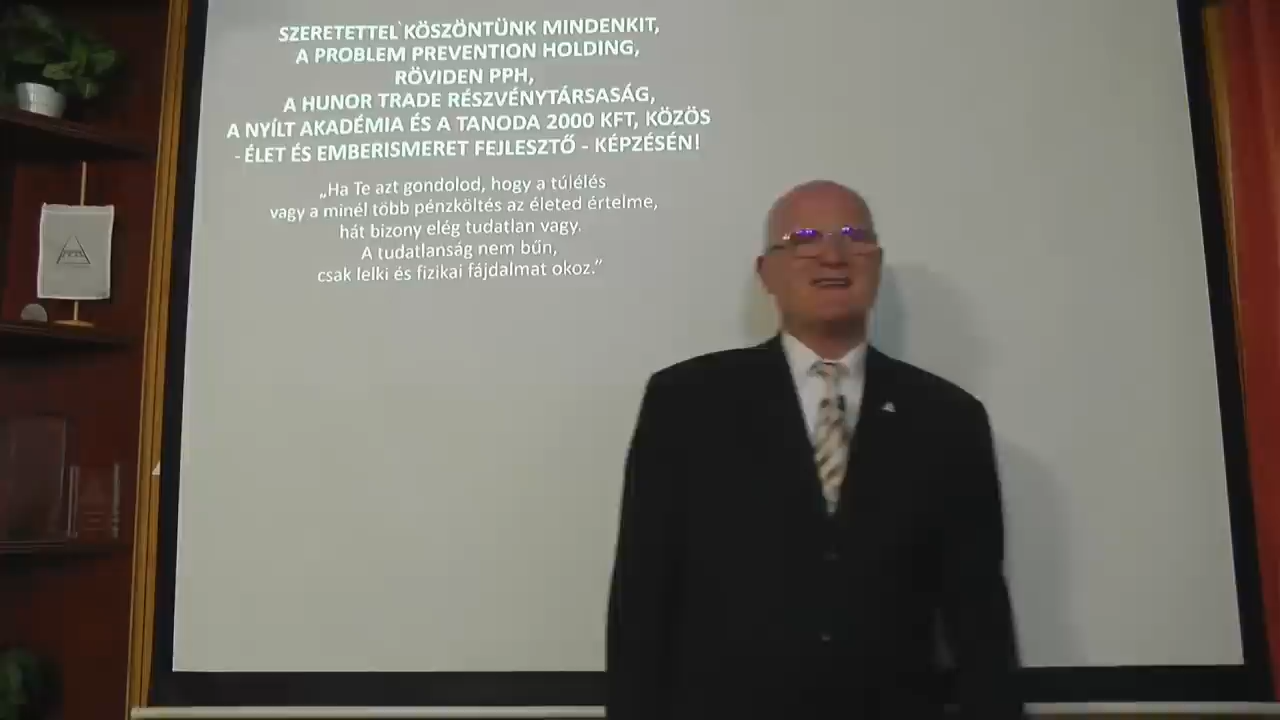 SZERETETTEL KÖSZÖNTÜNK MINDENKIT,
A PROBLEM PREVENTION HOLDING,
RÖVIDEN PPH,
A HUNOR TRADE RÉSZVÉNYTÁRSASÁG,
A NYÍLT AKADÉMIA ÉS A TANODA 2000 KFT, KÖZÖS
- ÉLET ÉS EMBERISMERET FEJLESZTŐ - KÉPZÉSÉN!
„Ha Te azt gondolod, hogy a túlélés
vagy a minél több pénzköltés az életed értelme,
hát bizony elég tudatlan vagy.
A tudatlanság nem bűn,
csak lelki és fizikai fájdalmat okoz.”